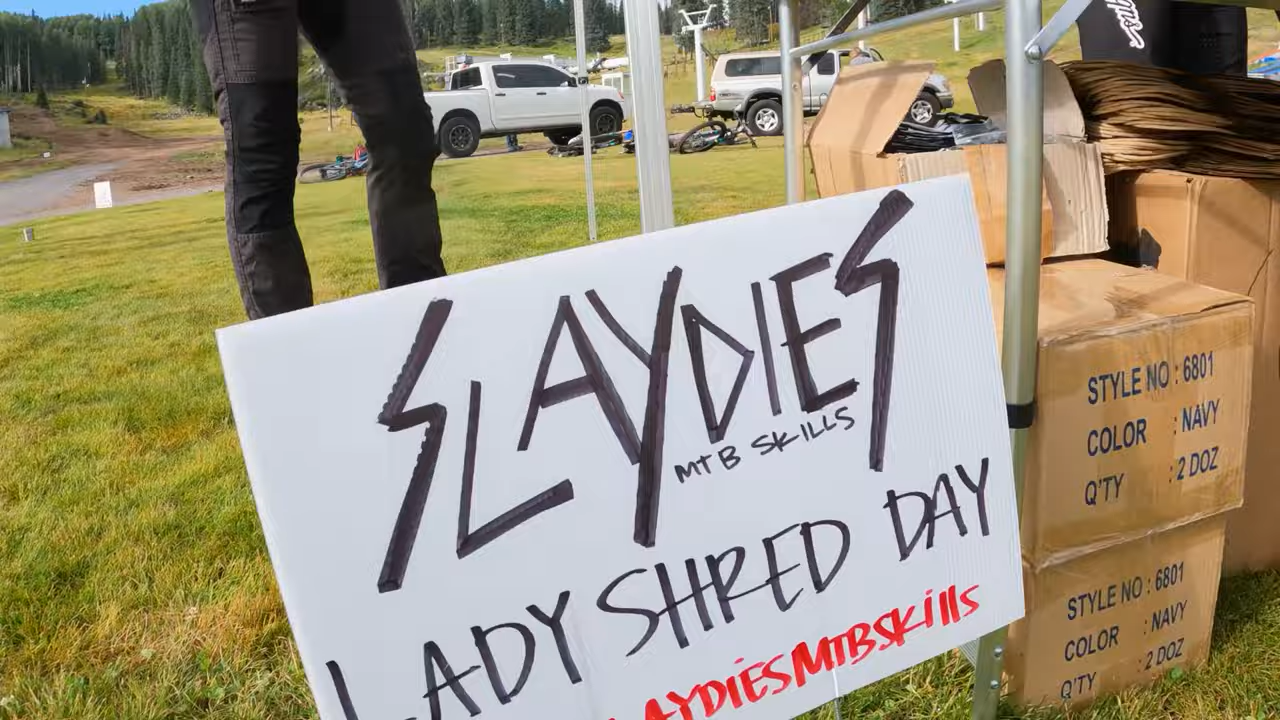 SLAYDIES
MTB SKILLS
LADY SHRED DAY
LAYDIESMTBSKills
STYLE NO : 6801
COLOR : NAVY
Q'TY : 2 DOZ
STYLE NO : 6801
COLOR : NAVY
Q'TY : 2 DOZ